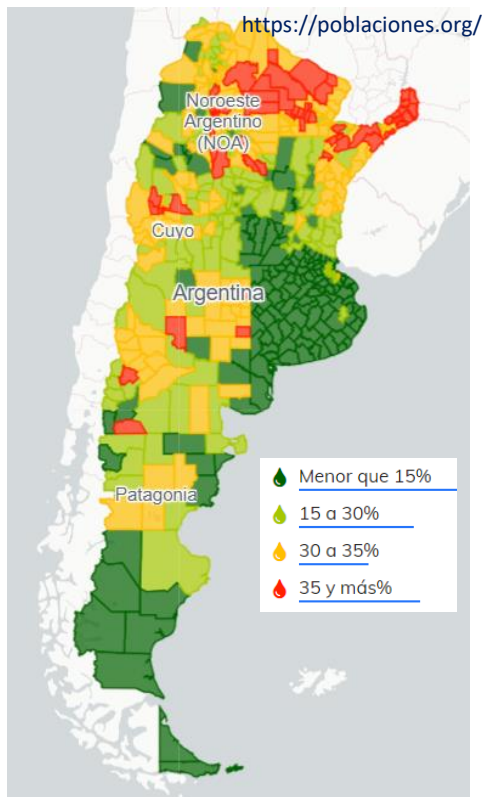 https://poblaciones.org/
Noroeste
Argentino
(NOA)
Cuyo
Argentina
Patagonia
Menor que 15%
15 a 30%
30 a 35%
35 y más%